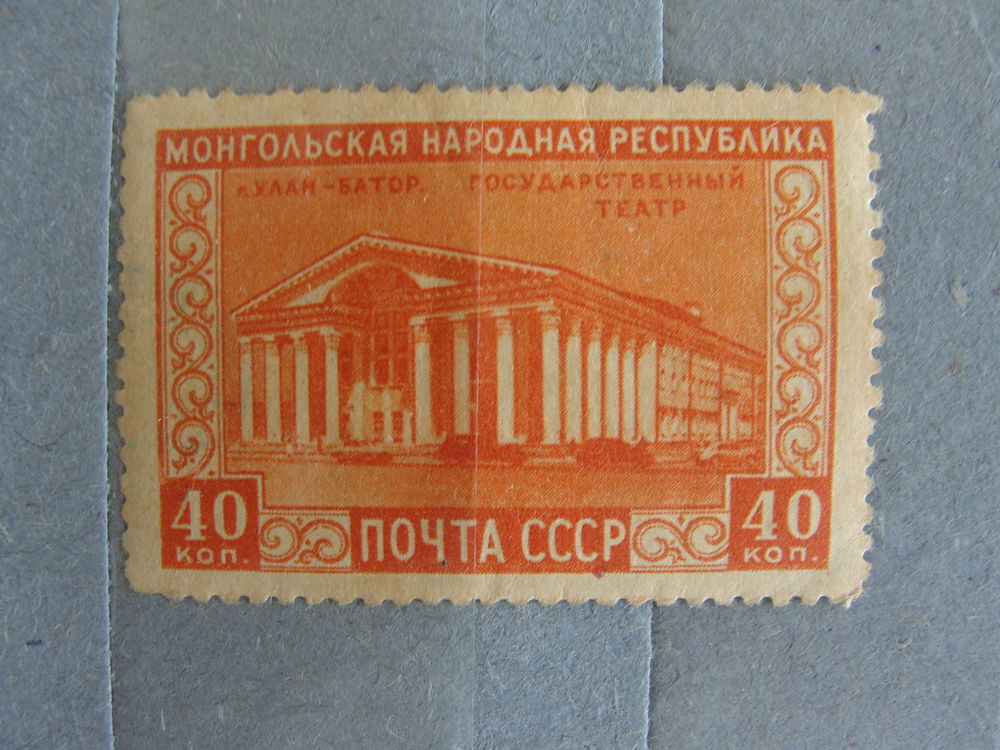 МОНГОЛЬСКАЯ НАРОДНАЯ РЕСПУБЛИКА
г. УЛАН-БАТОР. ГОСУДАРСТВЕННЫЙ
ТЕАТР
40 40
КОП. КОП.
ПОЧТА СССР